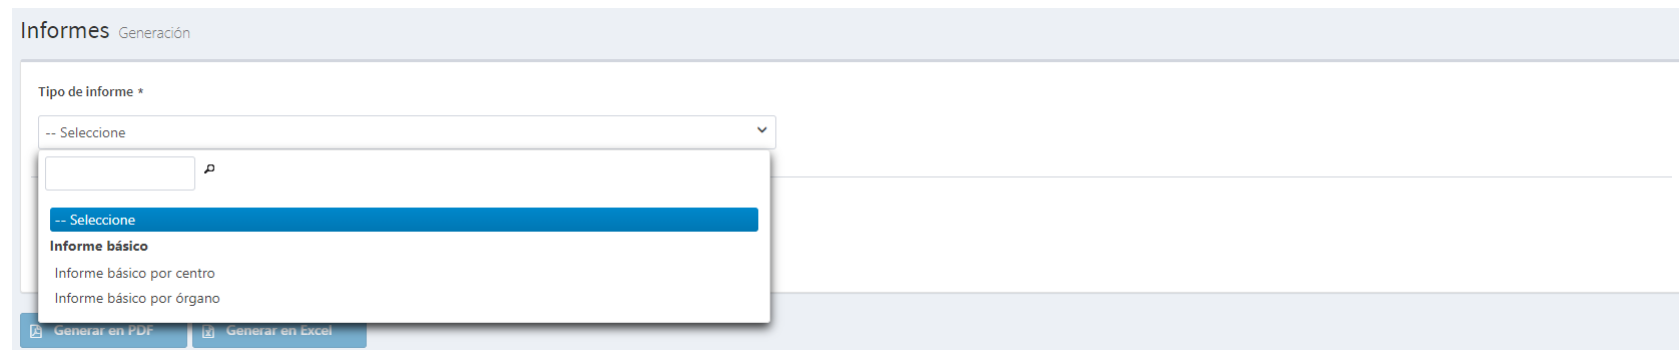 Informes Generación
Tipo de informe *
-- Seleccione
-- Seleccione
Informe básico
Informe básico por centro
Informe básico por órgano
Generar en PDF Generar en Excel